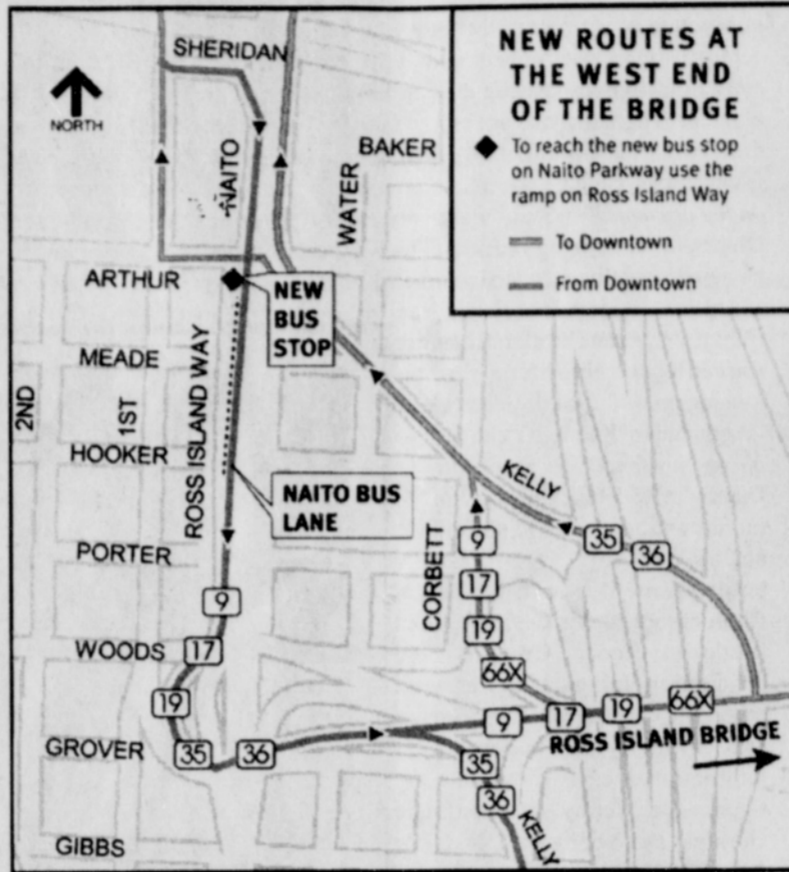 NEW ROUTES AT
THE WEST END
OF THE BRIDGE
To reach the new bus stop
on Naito Parkway use the
ramp on Ross Island Way
To Downtown
From Downtown
SHERIDAN
NORTH
NAITO
BAKER
WATER
ARTHUR
NEW
BUS
STOP
MEADE
2ND
1ST
ROSS ISLAND WAY
HOOKER
KELLY
NAITO BUS
LANE
PORTER
CORBETT
9
35
36
17
9
19
WOODS
17
66X
19
9
17
19
66X
GROVER
35
36
ROSS ISLAND BRIDGE
35
36
KELLY
GIBBS